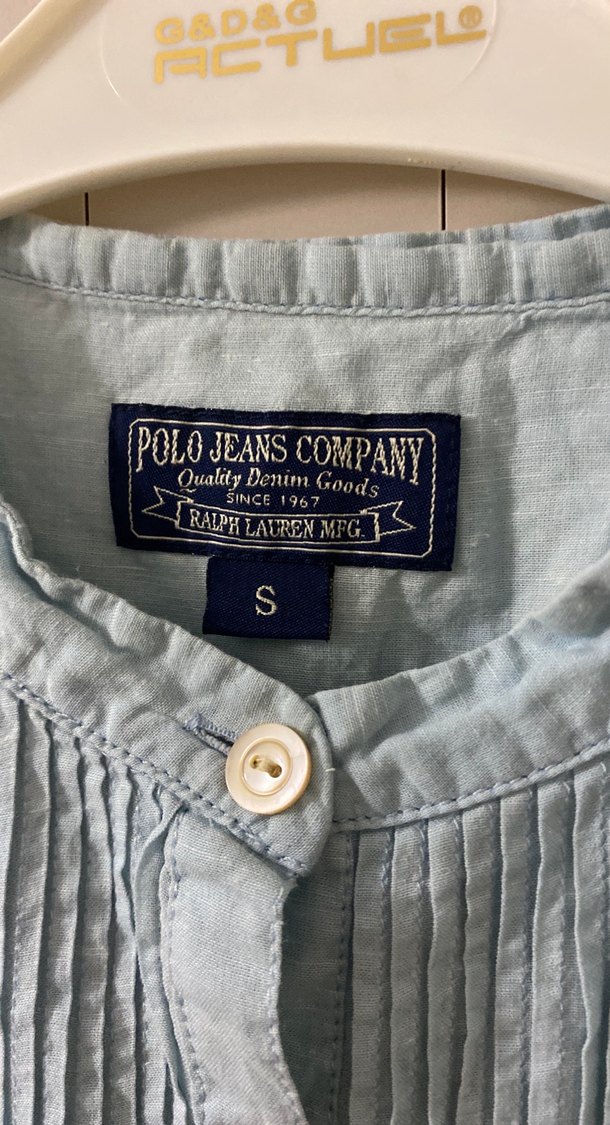 G&D&G
ACTUEL®
POLO JEANS COMPANY
Quality Denim Goods
SINCE 1967
RALPH LAUREN MFG.
S